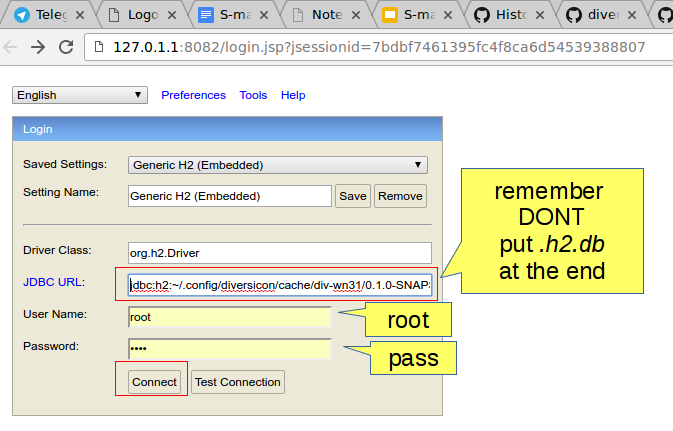 Teleg
Logo
S-ma
Note
S-ma
Histo
diver
127.0.1.1:8082/login.jsp?jsessionid=7bdbf7461395fc4f8ca6d54539388807
English Preferences Tools Help
Login
Saved Settings: Generic H2 (Embedded)
Setting Name: Generic H2 (Embedded) Save Remove
Driver Class: org.h2.Driver
JDBC URL: jdbc:h2:~/.config/diversicon/cache/div-wn31/0.1.0-SNAPS
User Name: root
Password: ••••
Connect Test Connection
remember
DONT
put .h2.db
at the end
root
pass